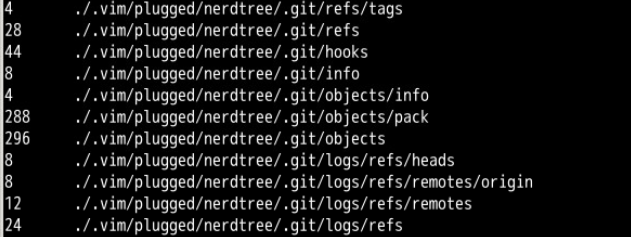 4 ./.vim/plugged/nerdtree/.git/refs/tags
28 ./.vim/plugged/nerdtree/.git/refs
44 ./.vim/plugged/nerdtree/.git/hooks
8 ./.vim/plugged/nerdtree/.git/info
4 ./.vim/plugged/nerdtree/.git/objects/info
288 ./.vim/plugged/nerdtree/.git/objects/pack
296 ./.vim/plugged/nerdtree/.git/objects
8 ./.vim/plugged/nerdtree/.git/logs/refs/heads
8 ./.vim/plugged/nerdtree/.git/logs/refs/remotes/origin
12 ./.vim/plugged/nerdtree/.git/logs/refs/remotes
24 ./.vim/plugged/nerdtree/.git/logs/refs